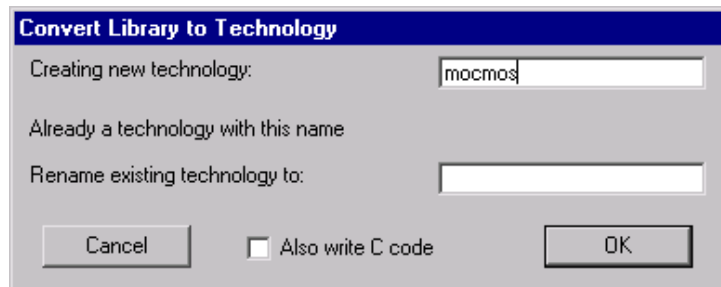 Convert Library to Technology
Creating new technology: mocmos
Already a technology with this name
Rename existing technology to:
Cancel Also write C code OK